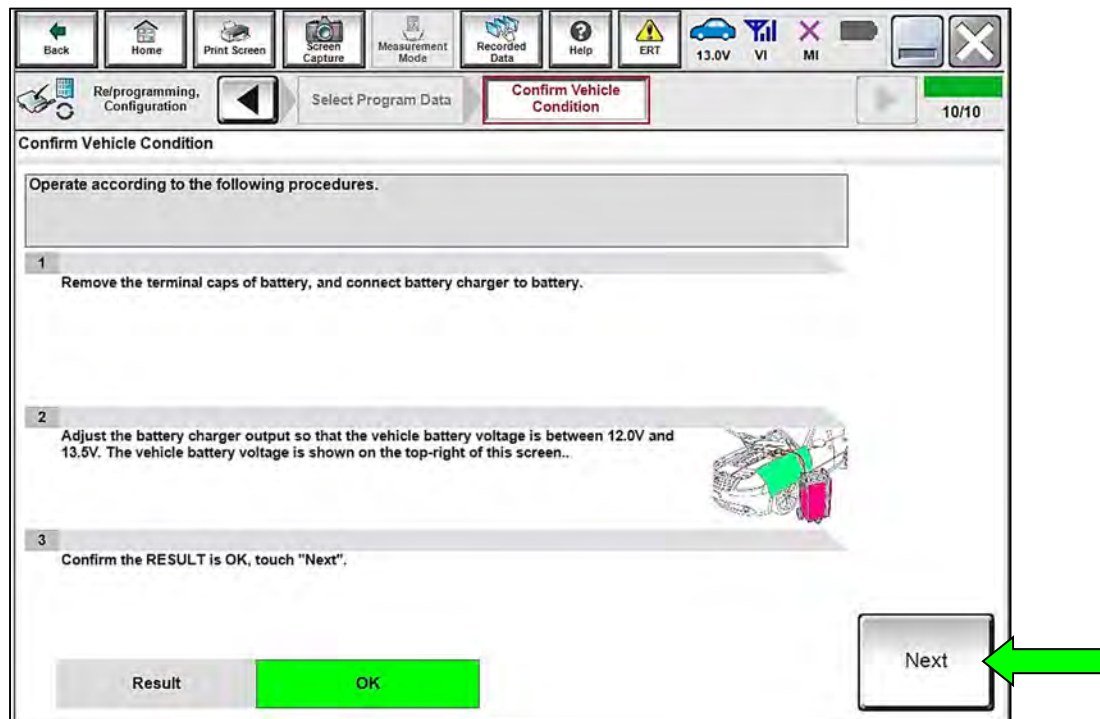 Back
Home
Print Screen
Screen
Capture
Measurement
Mode
Recorded
Data
Help
ERT
13.0V
VI
MI
Re/programming,
Configuration
Select Program Data
Confirm Vehicle
Condition
10/10
Confirm Vehicle Condition
Operate according to the following procedures.
1
Remove the terminal caps of battery, and connect battery charger to battery.
2
Adjust the battery charger output so that the vehicle battery voltage is between 12.0V and
13.5V. The vehicle battery voltage is shown on the top-right of this screen..
3
Confirm the RESULT is OK, touch "Next".
Result
OK
Next